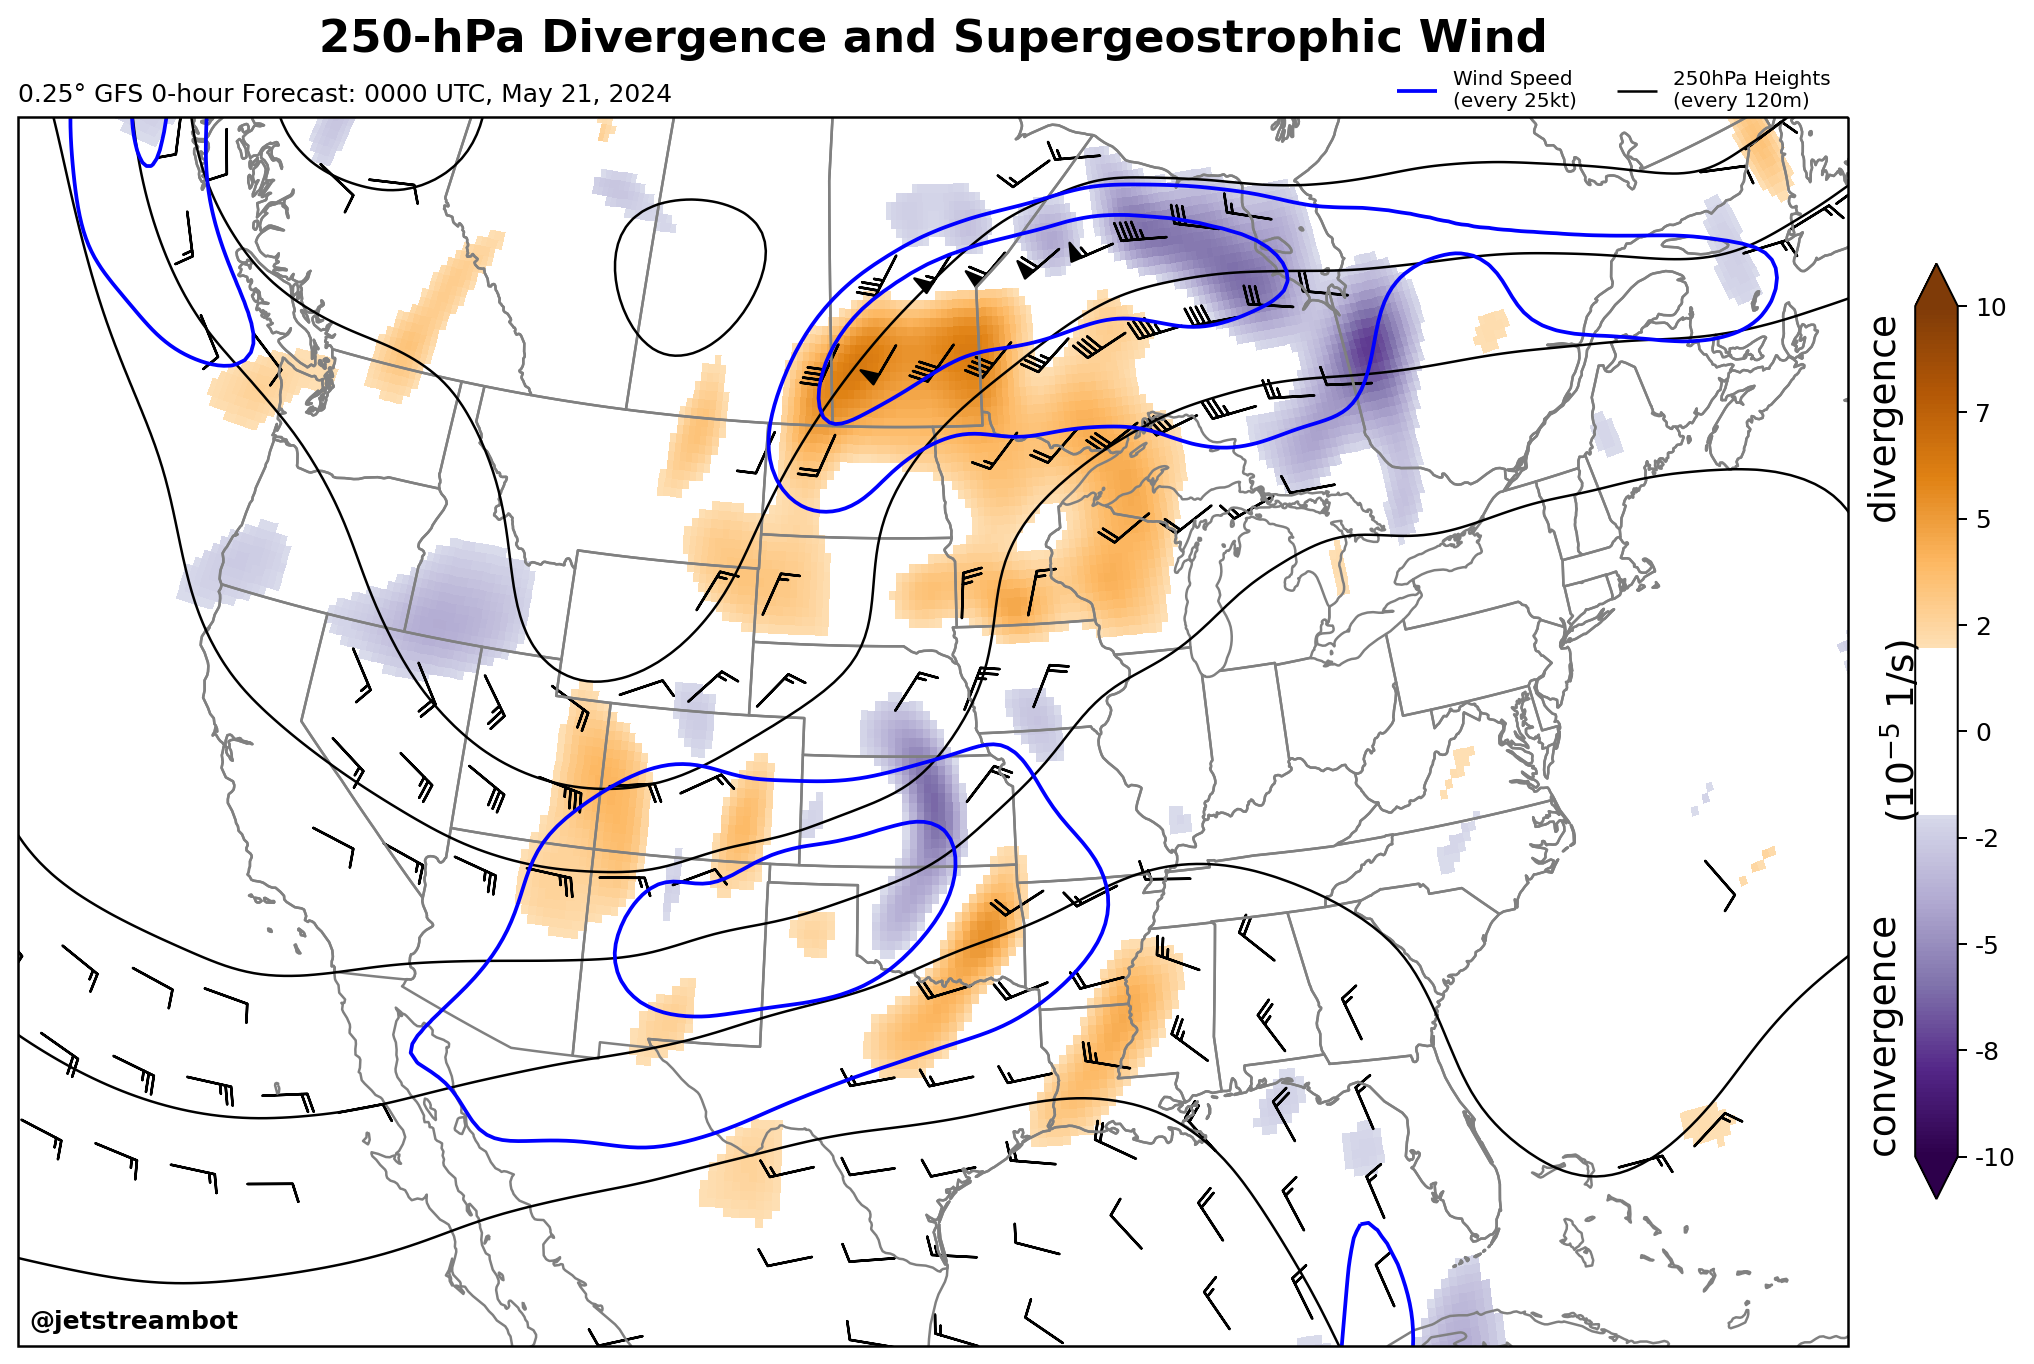 250-hPa Divergence and Supergeostrophic Wind
0.25° GFS 0-hour Forecast: 0000 UTC, May 21, 2024
Wind Speed
(every 25kt)
250hPa Heights
(every 120m)
10
7
5
2
0
-2
-5
-8
-10
divergence
(10⁻⁵ 1/s)
convergence
@jetstreambot